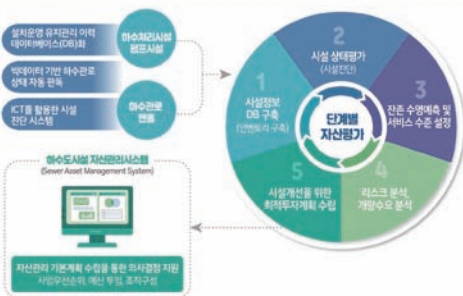 설치운영 유지관리 이력
데이터베이스(DB)화
빅데이터 기반 하수관로
상태 자동 판독
ICT를 활용한 시설
진단 시스템
하수처리시설
펌프시설
하수관로
맨홀
1
시설정보
DB 구축
(인벤토리 구축)
2
시설 상태평가
(시설진단)
3
잔존 수명예측 및
서비스 수준 설정
4
리스크 분석,
개량수요 분석
5
시설개선을 위한
최적투자계획 수립
단계별
자산평가
하수도시설 자산관리시스템
(Sewer Asset Management System)
자산관리 기본계획 수립을 통한 의사결정 지원
사업우선순위, 예산 투입, 조직구성